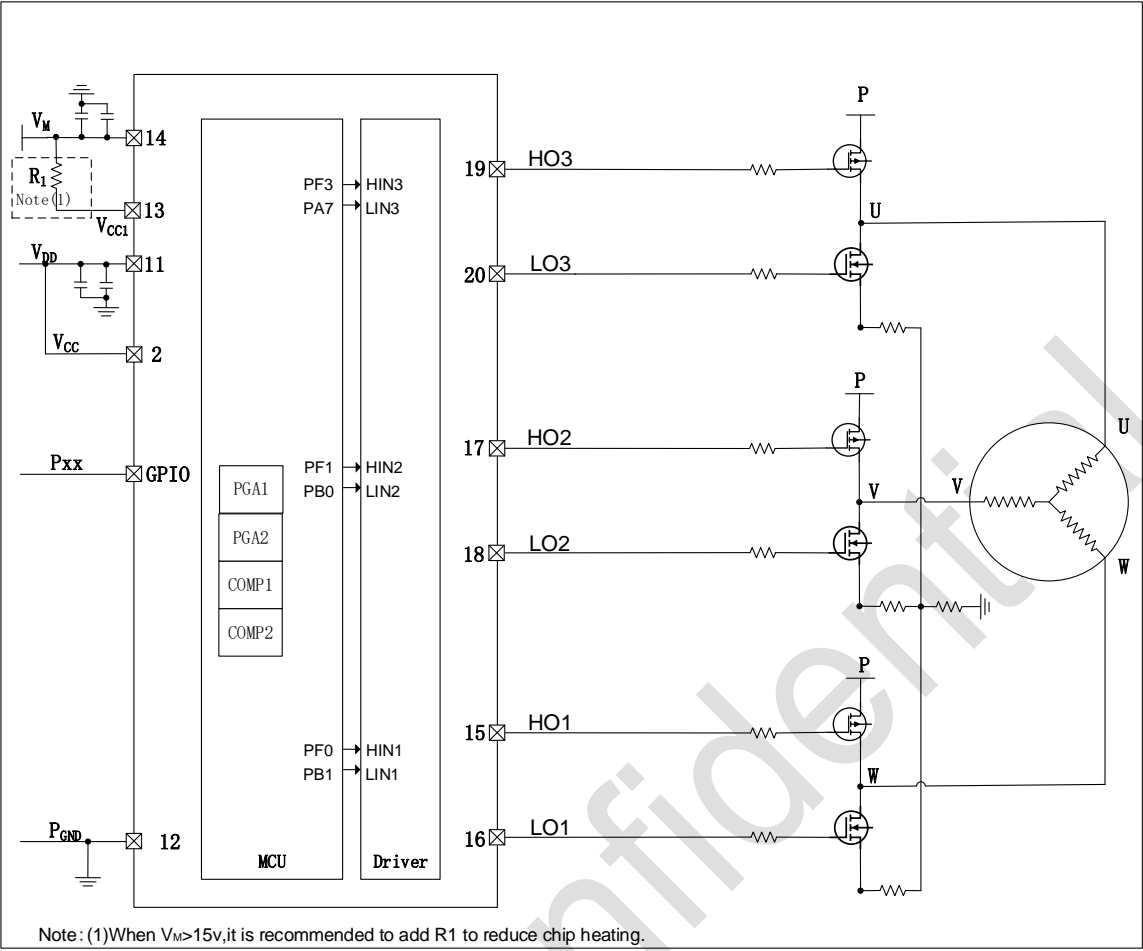 P
V_M
14
19
HO3
R_1
PF3
HIN3
Note(1)
13
PA7
LIN3
V_CC1
U
V_DD
11
20
LO3
V_CC
2
P
U
17
HO2
Pxx
GPIO
PF1
HIN2
PGA1
PB0
LIN2
V
V
PGA2
18
LO2
COMP1
W
COMP2
P
15
HO1
PF0
HIN1
PB1
LIN1
W
P_GND
12
16
LO1
MCU
Driver
Note: (1)When V_M>15v,it is recommended to add R1 to reduce chip heating.
nfidential